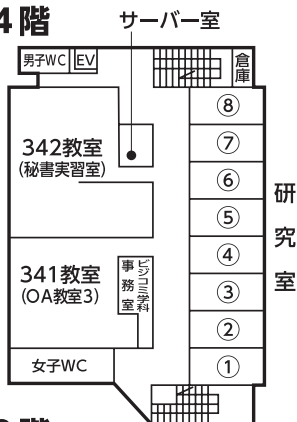 4階
サーバー室
男子WC
EV
倉庫
⑧
342教室
(秘書実習室)
⑦
⑥
研究室
⑤
④
341教室
(OA教室3)
ビジコミ学科
事務室
③
②
女子WC
①